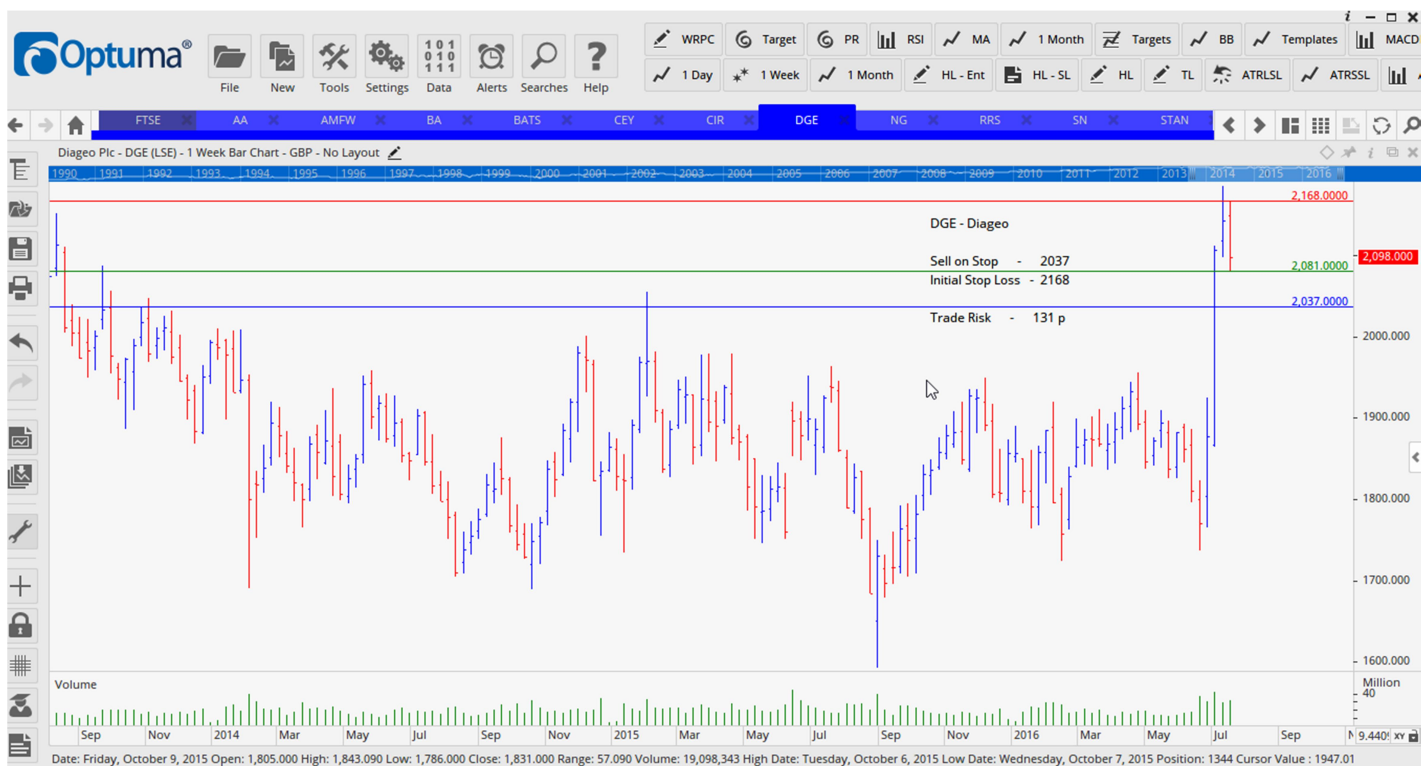 i
Optuma®
File New Tools Settings Data Alerts Searches Help
101
010
111
WRPC Target PR RSI MA 1 Month Targets BB Templates MACD
1 Day 1 Week 1 Month HL - Ent HL - SL HL TL ATRLSL ATRSSL
FTSE AA AMFW BA BATS CEY CIR DGE NG RRS SN STAN
Diageo Plc - DGE (LSE) - 1 Week Bar Chart - GBP - No Layout
1990 1991 1992 1993 1994 1995 1996 1997 1998 1999 2000 2001 2002 2003 2004 2005 2006 2007 2008 2009 2010 2011 2012 2013 2014 2015 2016
2,168.0000
DGE - Diageo
Sell on Stop - 2037
Initial Stop Loss - 2168
Trade Risk - 131 p
2,081.0000
2,098.000
2,037.0000
2000.000
1900.000
1800.000
1700.000
1600.000
Volume
Million
40
Sep Nov 2014 Mar May Jul Sep Nov 2015 Mar May Jul Sep Nov 2016 Mar May Jul Sep
XY
Date: Friday, October 9, 2015 Open: 1,805.000 High: 1,843.090 Low: 1,786.000 Close: 1,831.000 Range: 57.090 Volume: 19,098,343 High Date: Tuesday, October 6, 2015 Low Date: Wednesday, October 7, 2015 Position: 1344 Cursor Value : 1947.01